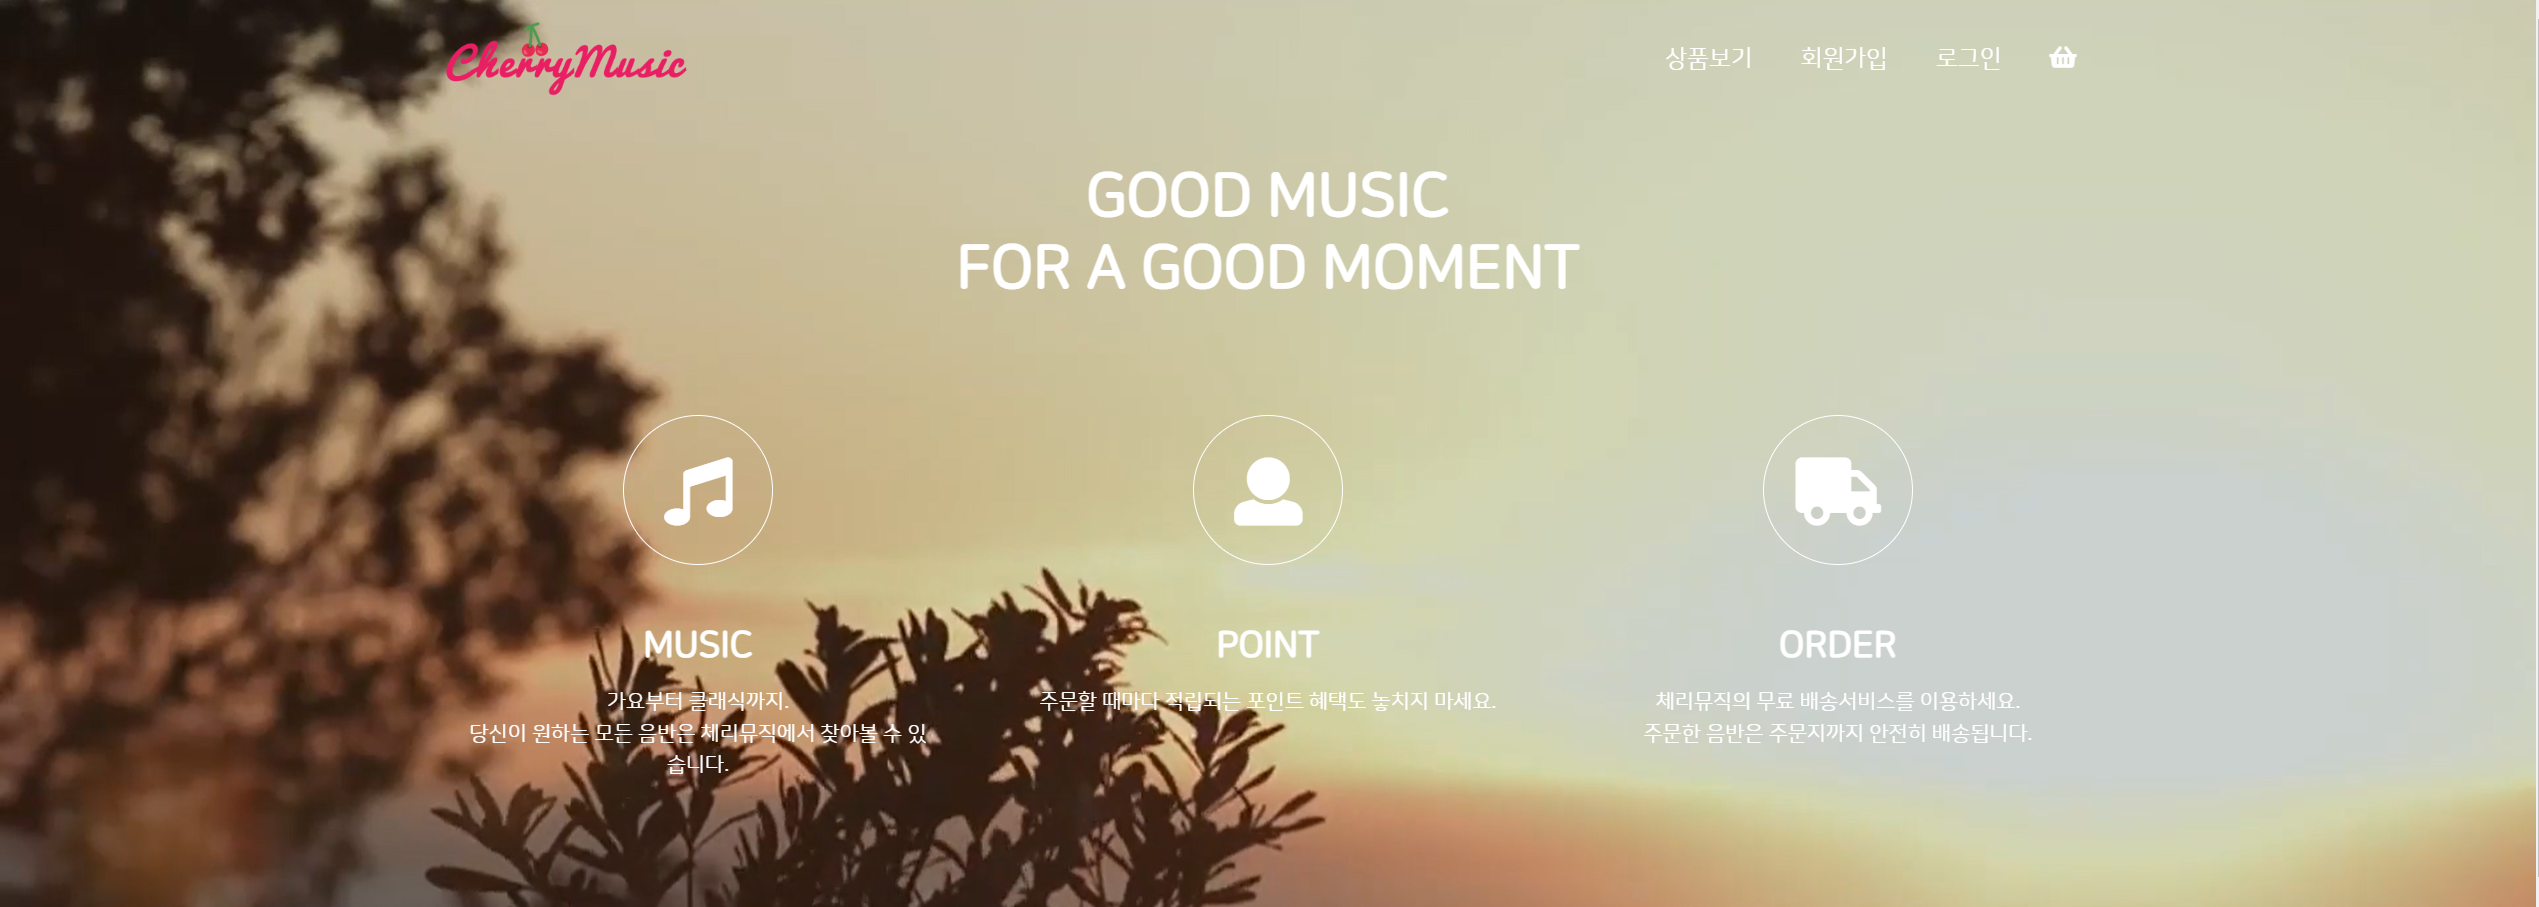 CherryMusic
상품보기 회원가입 로그인
GOOD MUSIC
FOR A GOOD MOMENT
MUSIC
가요부터 클래식까지.
당신이 원하는 모든 음반은 체리뮤직에서 찾아볼 수 있
습니다.
POINT
주문할 때마다 적립되는 포인트 혜택도 놓치지 마세요.
ORDER
체리뮤직의 무료 배송서비스를 이용하세요.
주문한 음반은 주문지까지 안전히 배송됩니다.